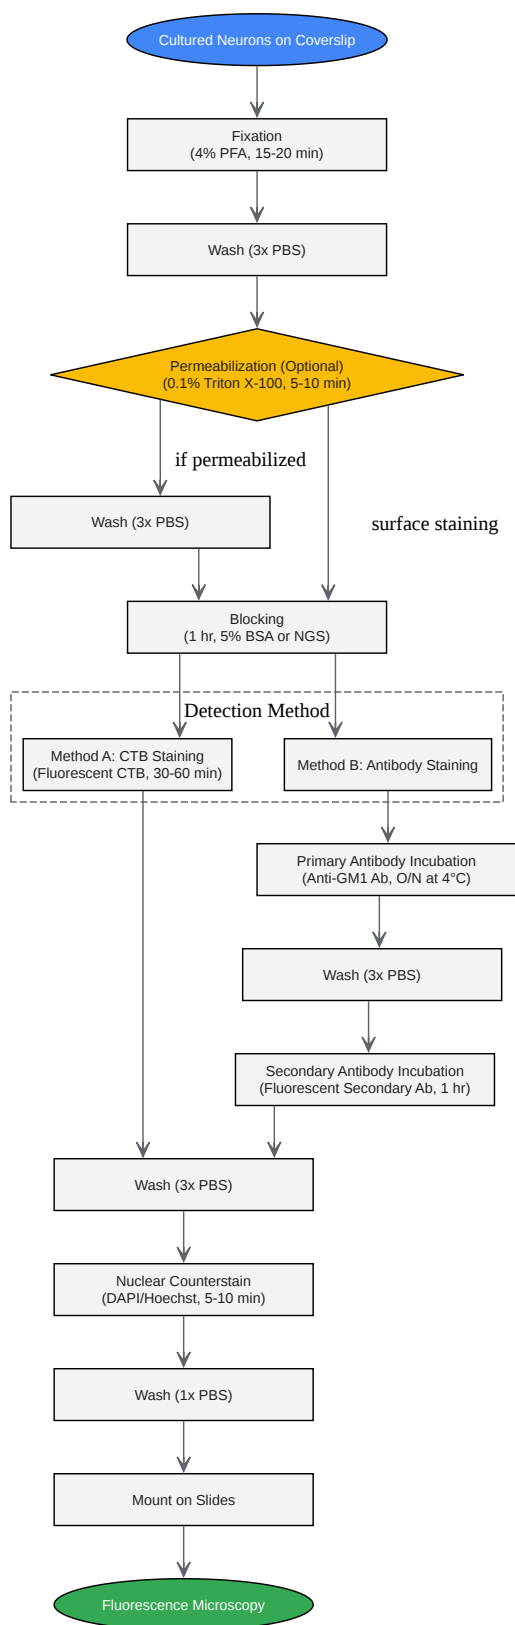 Cultured Neurons on Coverslip
Fixation
(4% PFA, 15-20 min)
Wash (3x PBS)
Permeabilization (Optional)
(0.1% Triton X-100, 5-10 min)
if permeabilized
Wash (3x PBS)
surface staining
Blocking
(1 hr, 5% BSA or NGS)
Detection Method
Method A: CTB Staining
(Fluorescent CTB, 30-60 min)
Method B: Antibody Staining
Primary Antibody Incubation
(Anti-GM1 Ab, O/N at 4°C)
Wash (3x PBS)
Secondary Antibody Incubation
(Fluorescent Secondary Ab, 1 hr)
Wash (3x PBS)
Nuclear Counterstain
(DAPI/Hoechst, 5-10 min)
Wash (1x PBS)
Mount on Slides
Fluorescence Microscopy